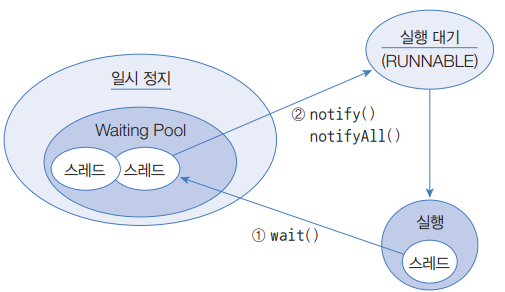 일시 정지
Waiting Pool
스레드
스레드
실행 대기
(RUNNABLE)
② notify()
notifyAll()
① wait()
실행
스레드